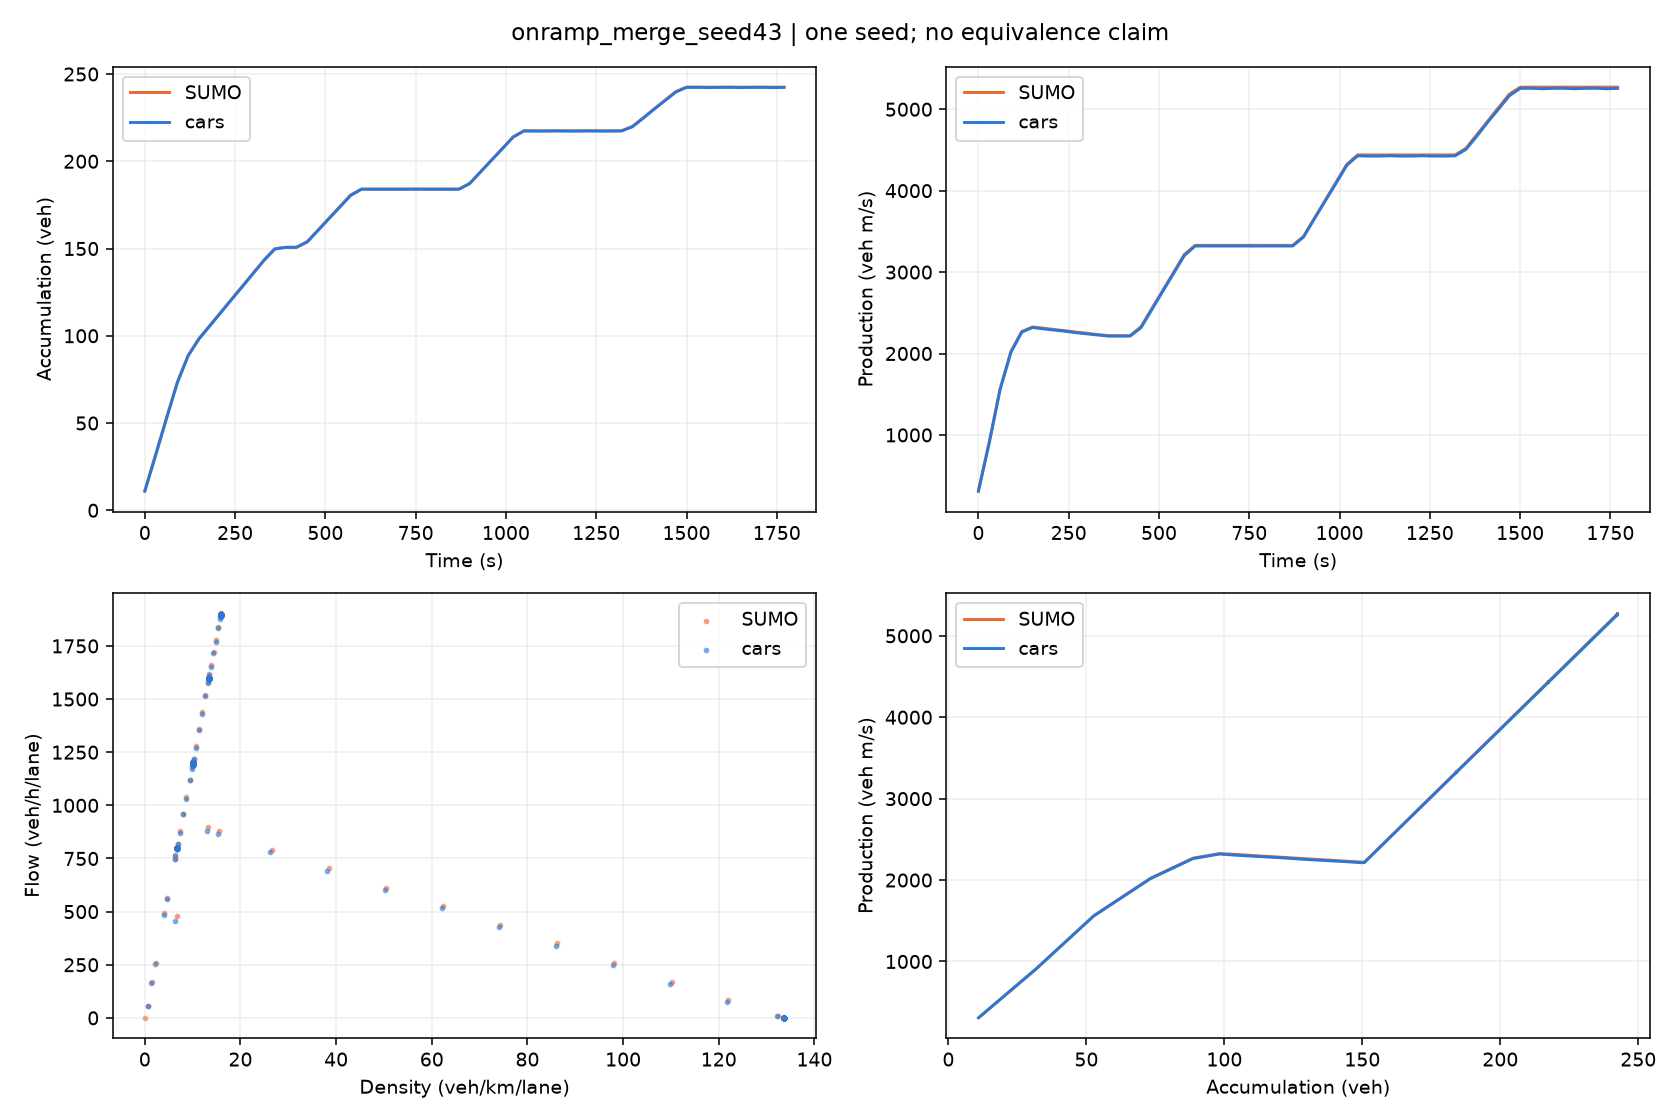 onramp_merge_seed43 | one seed; no equivalence claim
250
200
150
100
50
0
Accumulation (veh)
SUMO
cars
0 250 500 750 1000 1250 1500 1750
Time (s)
5000
4000
3000
2000
1000
Production (veh m/s)
SUMO
cars
0 250 500 750 1000 1250 1500 1750
Time (s)
1750
1500
1250
1000
750
500
250
0
Flow (veh/h/lane)
SUMO
cars
0 20 40 60 80 100 120 140
Density (veh/km/lane)
5000
4000
3000
2000
1000
Production (veh m/s)
SUMO
cars
0 50 100 150 200 250
Accumulation (veh)